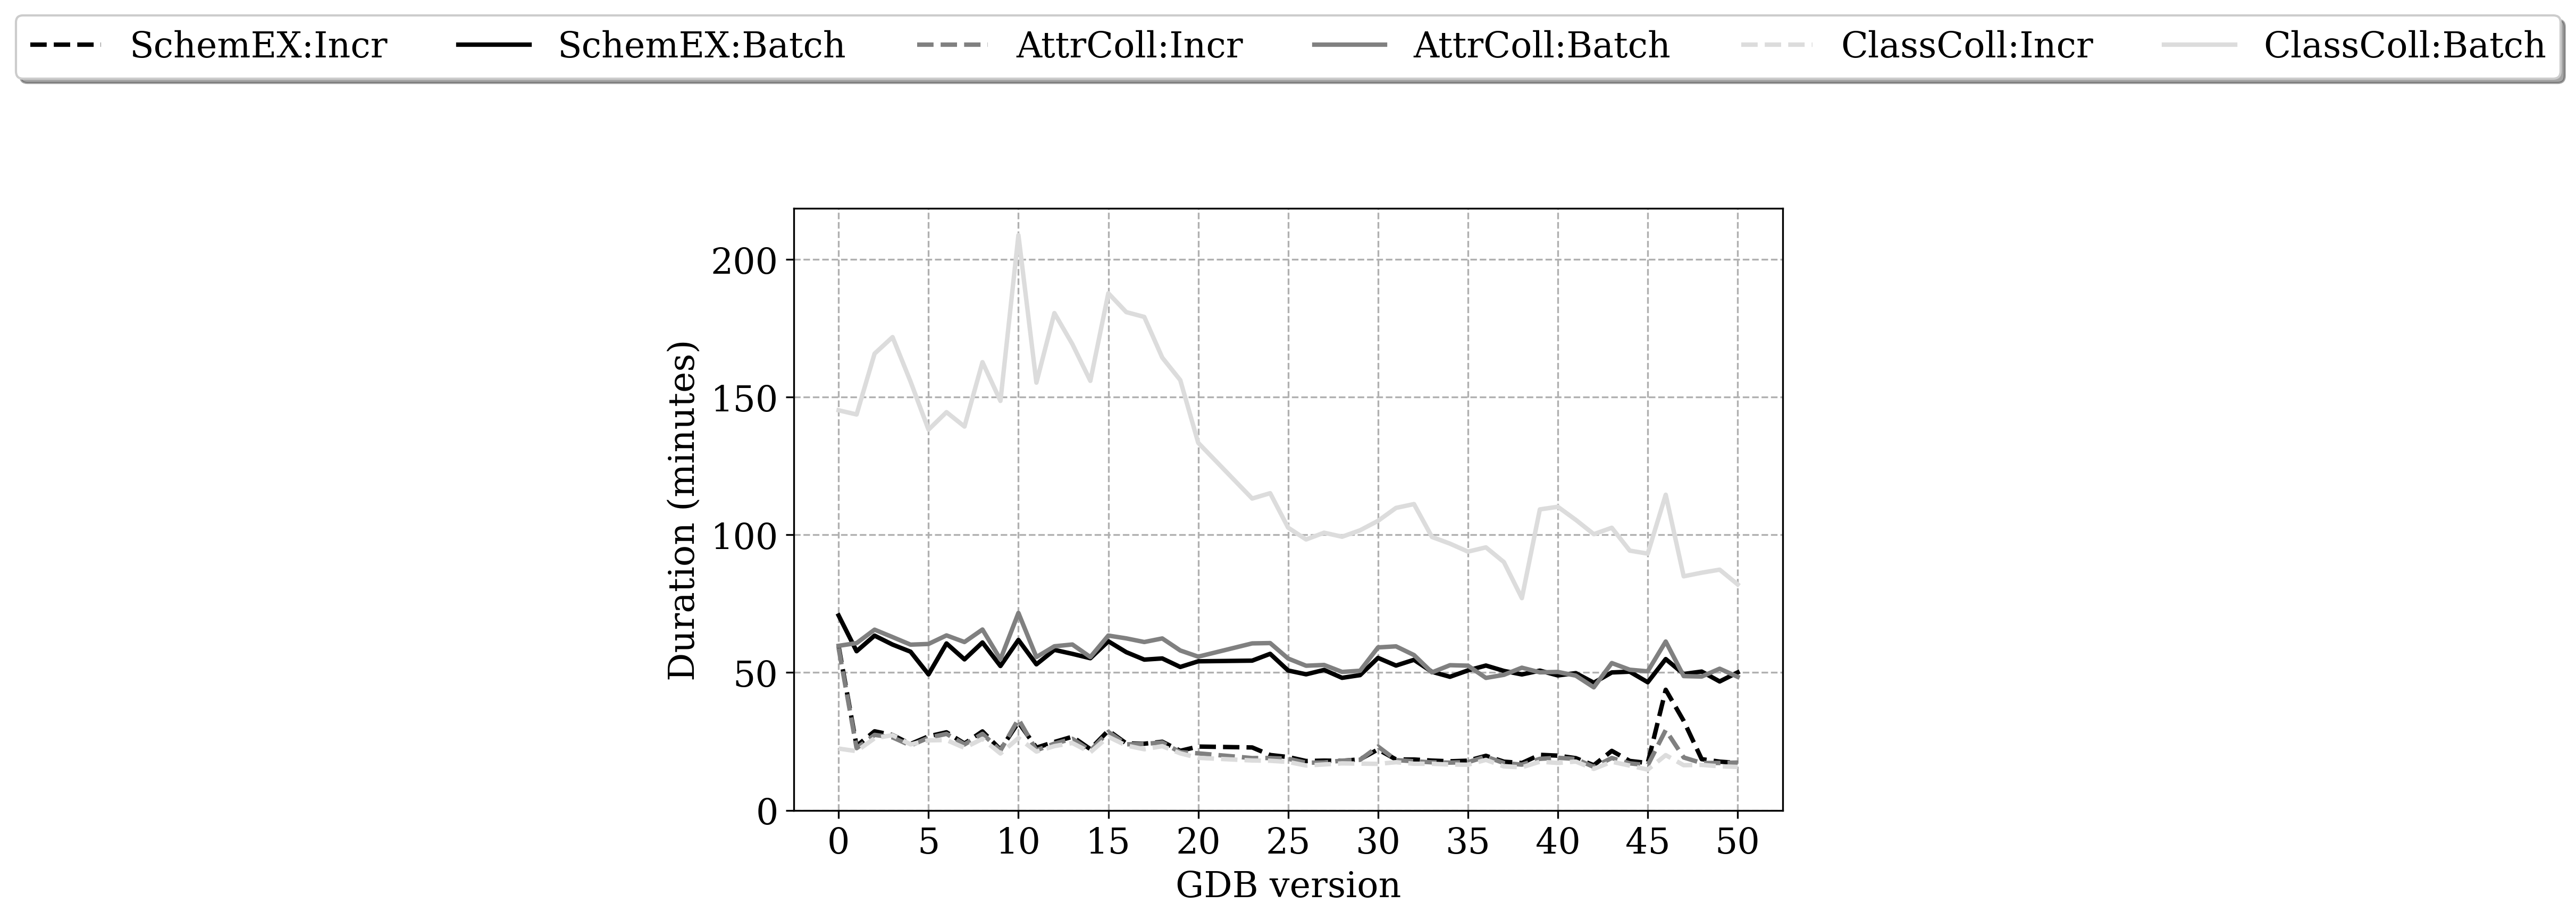 SchemEX:Incr SchemEX:Batch AttrColl:Incr AttrColl:Batch ClassColl:Incr ClassColl:Batch
200
150
100
50
0
Duration (minutes)
0 5 10 15 20 25 30 35 40 45 50
GDB version